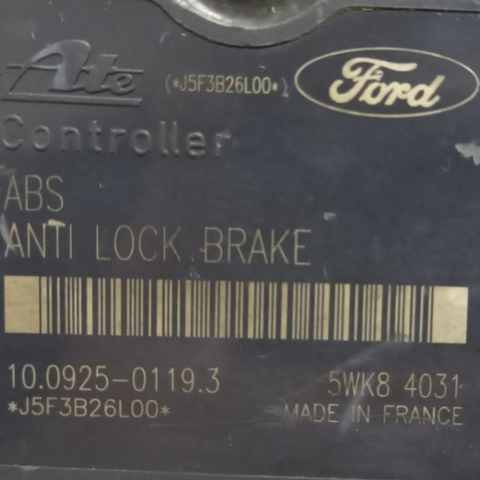 Ate (*J5F3B26L00*) Ford
Controller
ABS
ANTI LOCK BRAKE
10.0925-0119.3 5WK8 4031
*J5F3B26L00* MADE IN FRANCE